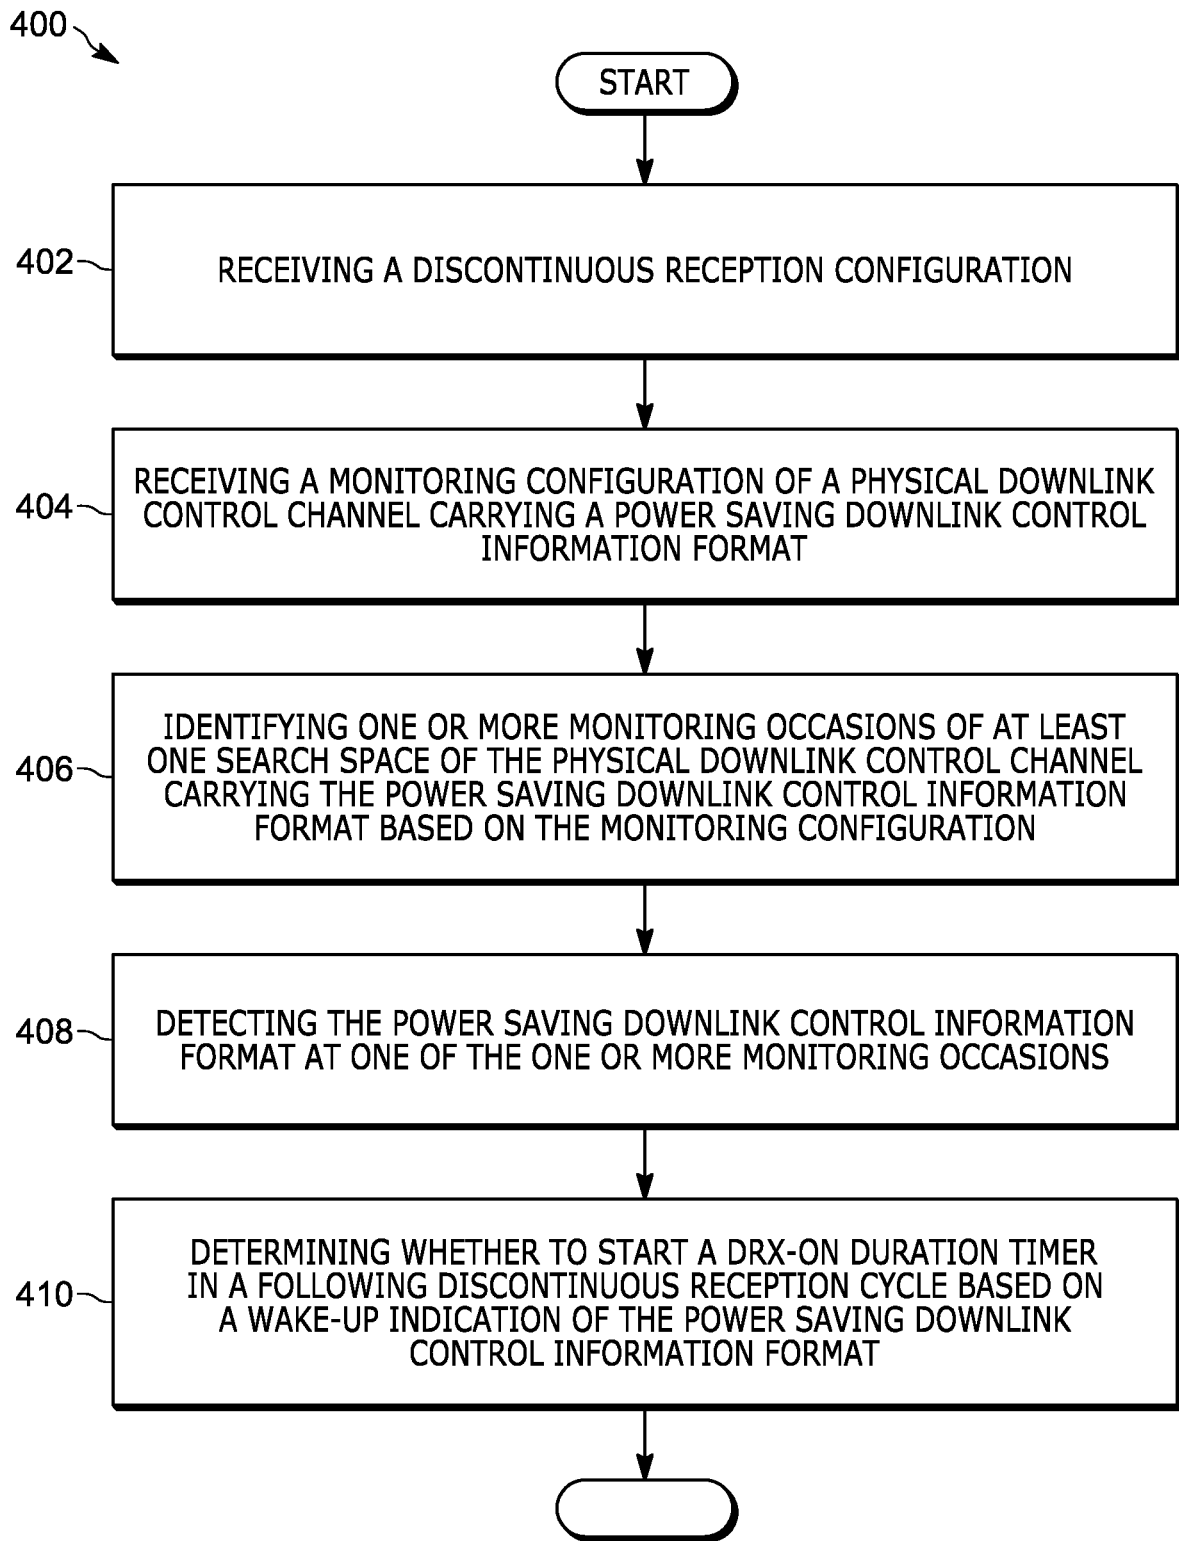 400
START
402
RECEIVING A DISCONTINUOUS RECEPTION CONFIGURATION
404
RECEIVING A MONITORING CONFIGURATION OF A PHYSICAL DOWNLINK
CONTROL CHANNEL CARRYING A POWER SAVING DOWNLINK CONTROL
INFORMATION FORMAT
406
IDENTIFYING ONE OR MORE MONITORING OCCASIONS OF AT LEAST
ONE SEARCH SPACE OF THE PHYSICAL DOWNLINK CONTROL CHANNEL
CARRYING THE POWER SAVING DOWNLINK CONTROL INFORMATION
FORMAT BASED ON THE MONITORING CONFIGURATION
408
DETECTING THE POWER SAVING DOWNLINK CONTROL INFORMATION
FORMAT AT ONE OF THE ONE OR MORE MONITORING OCCASIONS
410
DETERMINING WHETHER TO START A DRX-ON DURATION TIMER
IN A FOLLOWING DISCONTINUOUS RECEPTION CYCLE BASED ON
A WAKE-UP INDICATION OF THE POWER SAVING DOWNLINK
CONTROL INFORMATION FORMAT